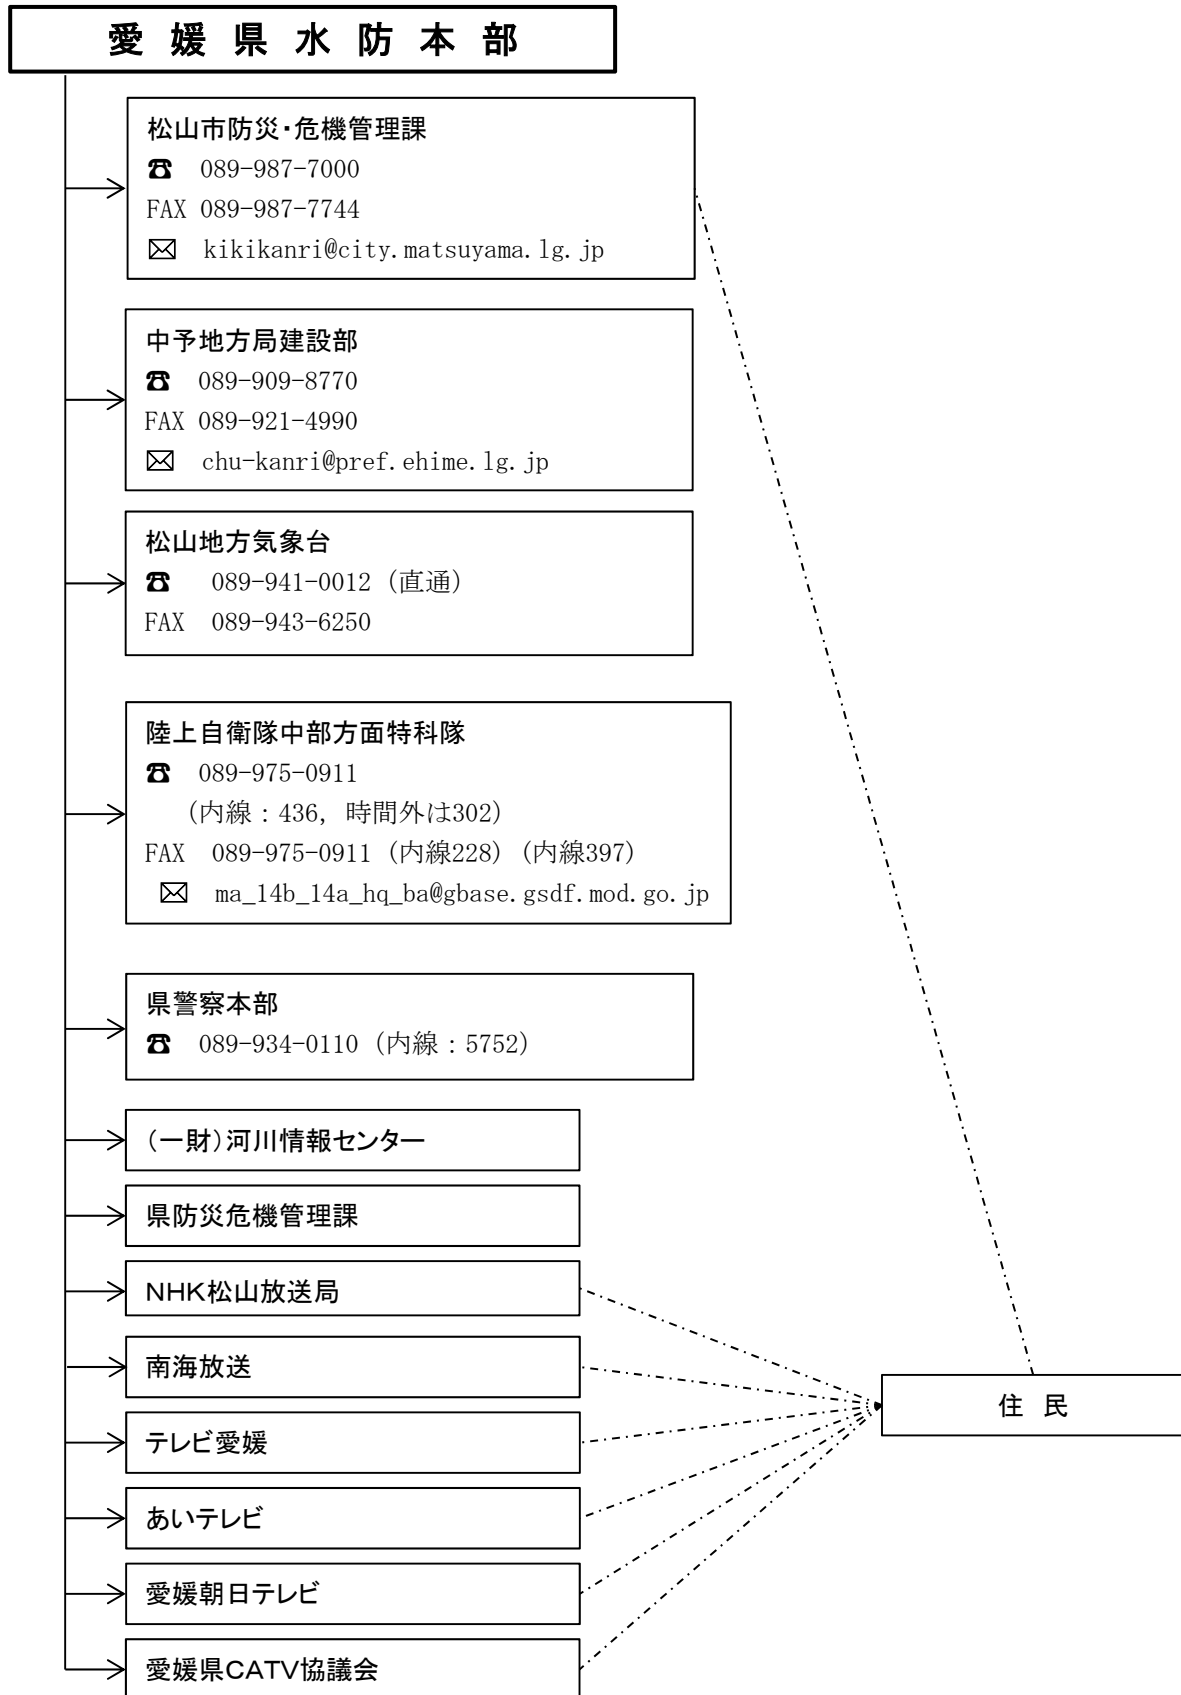 愛媛県水防本部
松山市防災・危機管理課
☎ 089-987-7000
FAX 089-987-7744
✉ kikikanri@city.matsuyama.lg.jp
中予地方局建設部
☎ 089-909-8770
FAX 089-921-4990
✉ chu-kanri@pref.ehime.lg.jp
松山地方気象台
☎ 089-941-0012（直通）
FAX 089-943-6250
陸上自衛隊中部方面特科隊
☎ 089-975-0911
（内線：436，時間外は302）
FAX 089-975-0911（内線228）（内線397）
✉ ma_14b_14a_hq_ba@gbase.gsdf.mod.go.jp
県警察本部
☎ 089-934-0110（内線：5752）
（一財）河川情報センター
県防災危機管理課
NHK松山放送局
南海放送
テレビ愛媛
あいテレビ
愛媛朝日テレビ
愛媛県CATV協議会
住 民